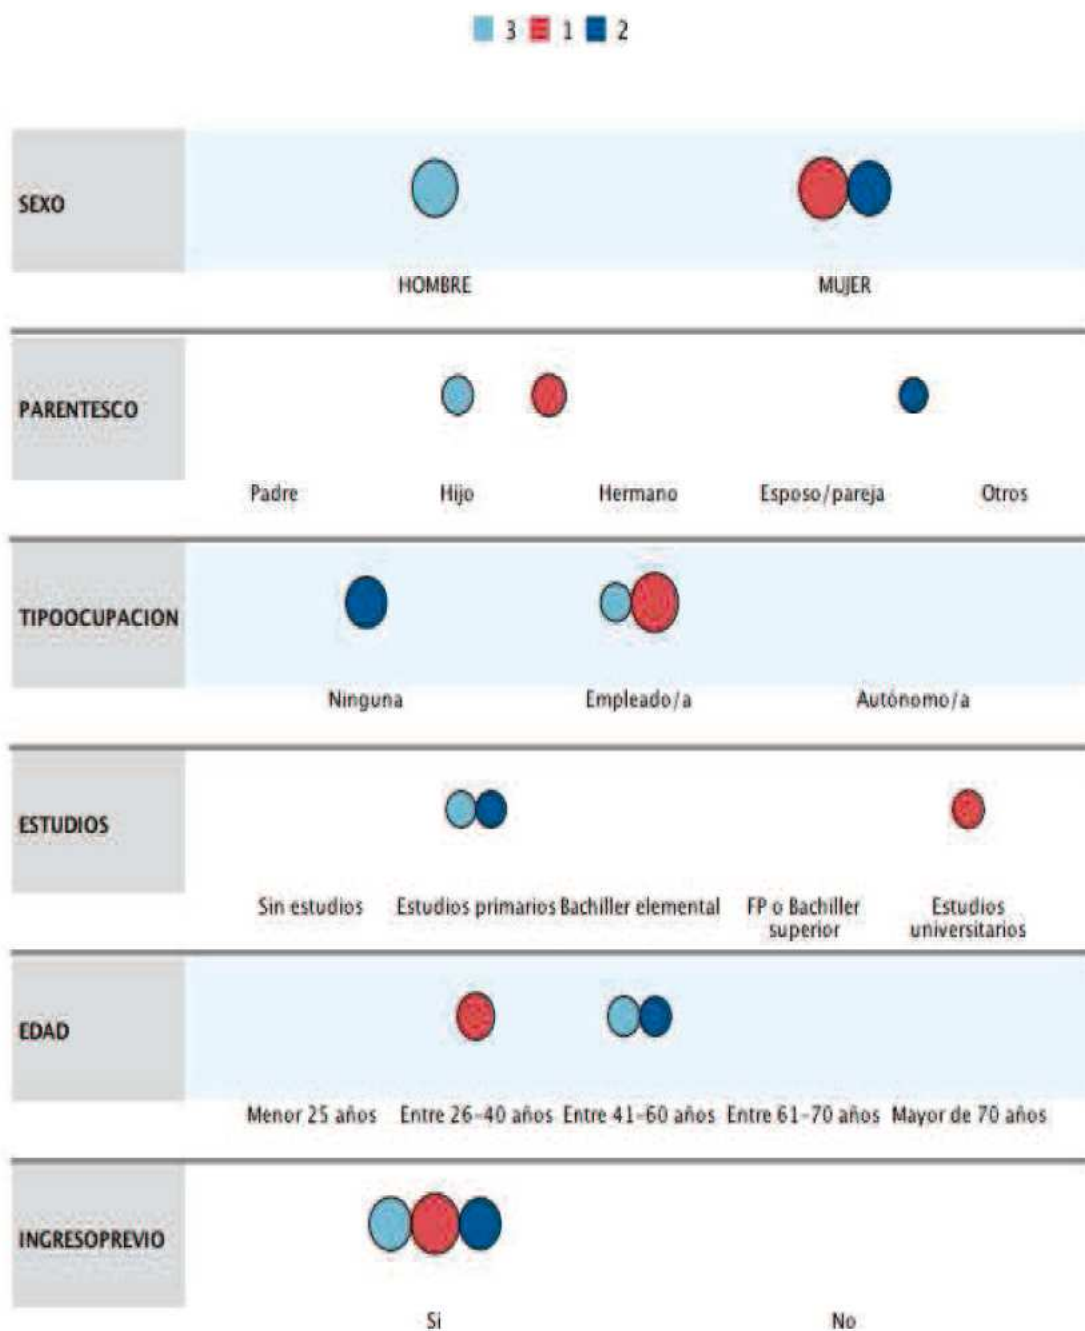 3 1 2
SEXO
HOMBRE MUJER
PARENTESCO
Padre Hijo Hermano Esposo/pareja Otros
TIPOOCUPACION
Ninguna Empleado/a Autónomo/a
ESTUDIOS
Sin estudios Estudios primarios Bachiller elemental FP o Bachiller Estudios
superior universitarios
EDAD
Menor 25 años Entre 26-40 años Entre 41-60 años Entre 61-70 años Mayor de 70 años
INGRESOPREVIO
Si No